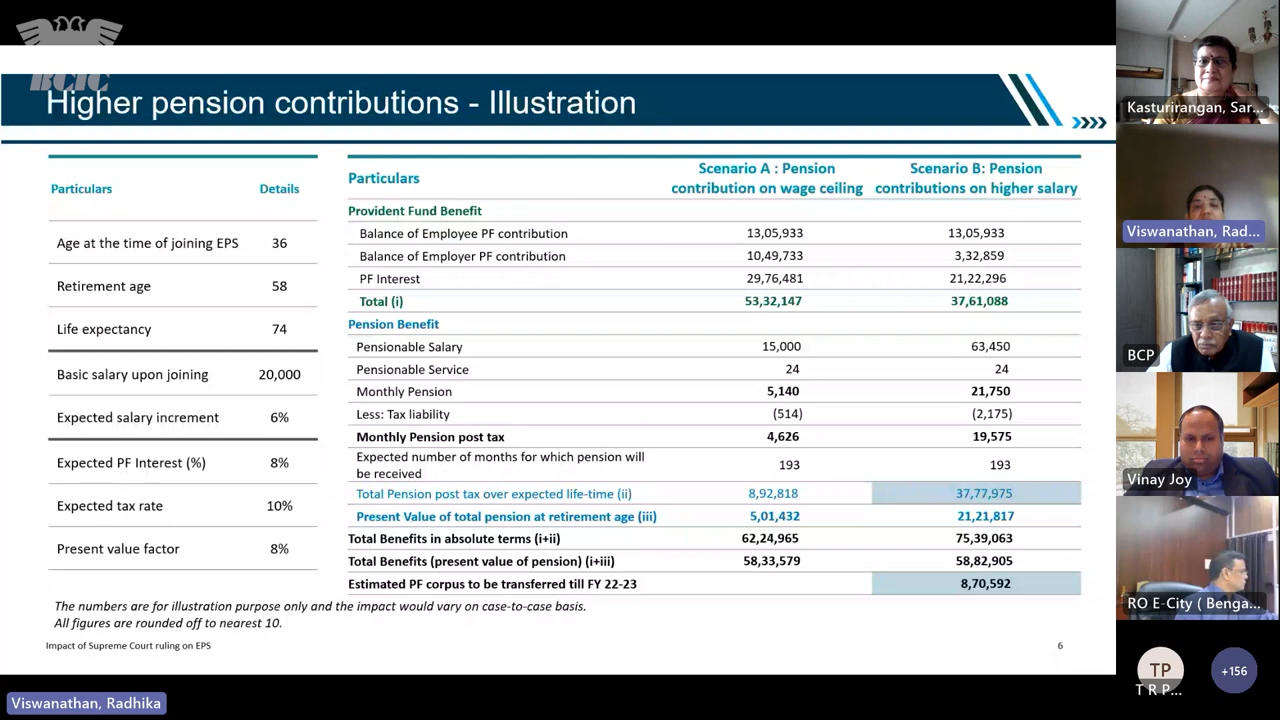 BCIC
Higher pension contributions - Illustration
Particulars Details
Age at the time of joining EPS 36
Retirement age 58
Life expectancy 74
Basic salary upon joining 20,000
Expected salary increment 6%
Expected PF Interest (%) 8%
Expected tax rate 10%
Present value factor 8%
Particulars Scenario A : Pension contribution on wage ceiling Scenario B: Pension contributions on higher salary
Provident Fund Benefit
Balance of Employee PF contribution 13,05,933 13,05,933
Balance of Employer PF contribution 10,49,733 3,32,859
PF Interest 29,76,481 21,22,296
Total (i) 53,32,147 37,61,088
Pension Benefit
Pensionable Salary 15,000 63,450
Pensionable Service 24 24
Monthly Pension 5,140 21,750
Less: Tax liability (514) (2,175)
Monthly Pension post tax 4,626 19,575
Expected number of months for which pension will
be received 193 193
Total Pension post tax over expected life-time (ii) 8,92,818 37,77,975
Present Value of total pension at retirement age (iii) 5,01,432 21,21,817
Total Benefits in absolute terms (i+ii) 62,24,965 75,39,063
Total Benefits (present value of pension) (i+iii) 58,33,579 58,82,905
Estimated PF corpus to be transferred till FY 22-23 8,70,592
The numbers are for illustration purpose only and the impact would vary on case-to-case basis.
All figures are rounded off to nearest 10.
Impact of Supreme Court ruling on EPS 6
Viswanathan, Radhika
Kasturirangan, Sar...
Viswanathan, Rad...
BCP
Vinay Joy
RO E-City ( Benga...
TP
T R P...
+156